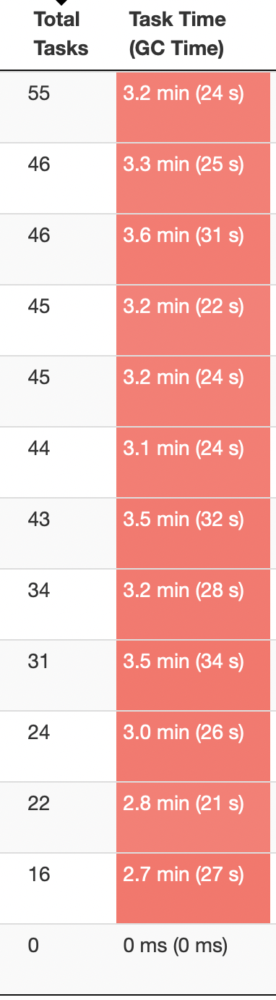 Total Tasks	Task Time (GC Time)
55	3.2 min (24 s)
46	3.3 min (25 s)
46	3.6 min (31 s)
45	3.2 min (22 s)
45	3.2 min (24 s)
44	3.1 min (24 s)
43	3.5 min (32 s)
34	3.2 min (28 s)
31	3.5 min (34 s)
24	3.0 min (26 s)
22	2.8 min (21 s)
16	2.7 min (27 s)
0	0 ms (0 ms)